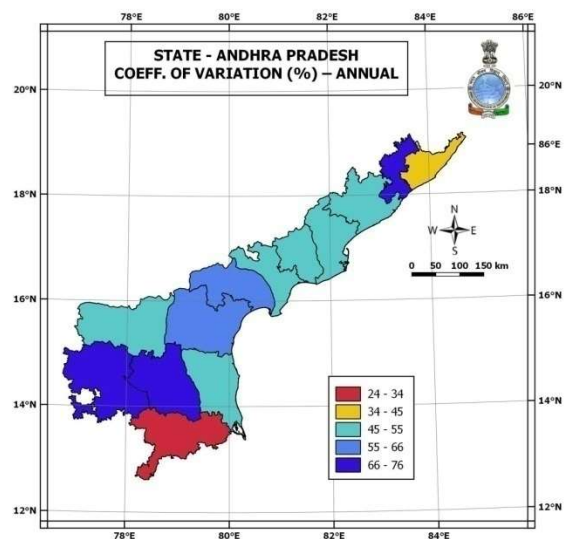 78°E 80°E 82°E 84°E 86°E
STATE - ANDHRA PRADESH
COEFF. OF VARIATION (%) – ANNUAL
20°N
20°N
86°E
18°N
18°N
N
W E
S
0 50 100 150 km
16°N
16°N
24 - 34
34 - 45
45 - 55
55 - 66
66 - 76
14°N
14°N
12°N
12°N
78°E 80°E 82°E 84°E